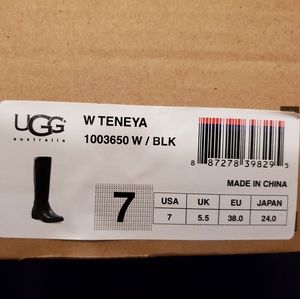 UGG
australia
W TENEYA
1003650 W / BLK
8 87278 39829 5
MADE IN CHINA
7
USA UK EU JAPAN
7 5.5 38.0 24.0